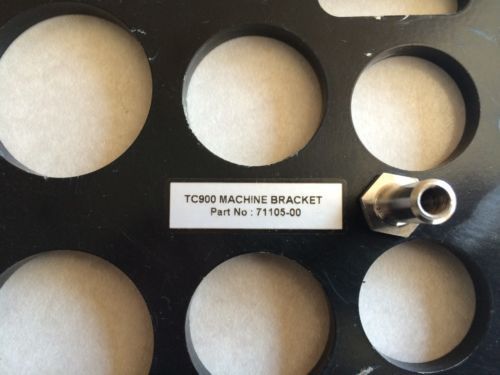 TC900 MACHINE BRACKET
Part No : 71105-00